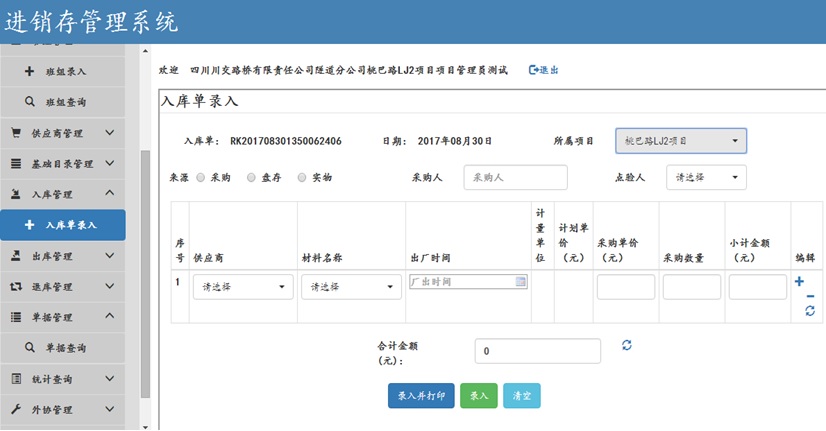 进销存管理系统
班组录入
班组查询
供应商管理
基础目录管理
入库管理
入库单录入
出库管理
退库管理
单据管理
单据查询
统计查询
外协管理
欢迎 四川川交路桥有限责任公司隧道分公司桃巴路LJ2项目项目管理员测试 退出
入库单录入
入库单: RK201708301350062406 日期: 2017年08月30日 所属项目 桃巴路LJ2项目
来源 采购 盘存 实物 采购人 采购人 点验人 请选择
序号 供应商 材料名称 出厂时间 计量单位 计划单价(元) 采购单价(元) 采购数量 小计金额(元) 编辑
1 请选择 请选择 厂出时间
合计金额(元): 0
录入并打印 录入 清空